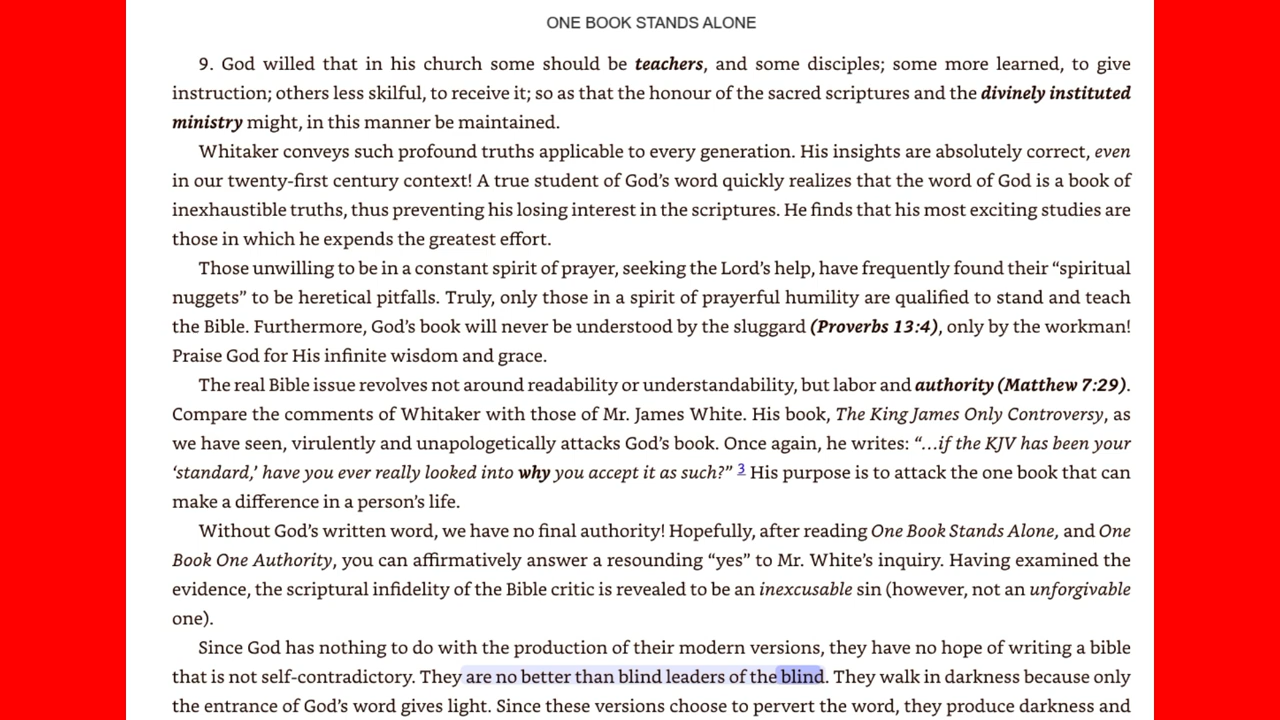 ONE BOOK STANDS ALONE
9. God willed that in his church some should be teachers, and some disciples; some more learned, to give
instruction; others less skilful, to receive it; so as that the honour of the sacred scriptures and the divinely instituted
ministry might, in this manner be maintained.
Whitaker conveys such profound truths applicable to every generation. His insights are absolutely correct, even
in our twenty-first century context! A true student of God’s word quickly realizes that the word of God is a book of
inexhaustible truths, thus preventing his losing interest in the scriptures. He finds that his most exciting studies are
those in which he expends the greatest effort.
Those unwilling to be in a constant spirit of prayer, seeking the Lord’s help, have frequently found their “spiritual
nuggets” to be heretical pitfalls. Truly, only those in a spirit of prayerful humility are qualified to stand and teach
the Bible. Furthermore, God’s book will never be understood by the sluggard (Proverbs 13:4), only by the workman!
Praise God for His infinite wisdom and grace.
The real Bible issue revolves not around readability or understandability, but labor and authority (Matthew 7:29).
Compare the comments of Whitaker with those of Mr. James White. His book, The King James Only Controversy, as
we have seen, virulently and unapologetically attacks God’s book. Once again, he writes: “…if the KJV has been your
‘standard,’ have you ever really looked into why you accept it as such?” 3 His purpose is to attack the one book that can
make a difference in a person’s life.
Without God’s written word, we have no final authority! Hopefully, after reading One Book Stands Alone, and One
Book One Authority, you can affirmatively answer a resounding “yes” to Mr. White’s inquiry. Having examined the
evidence, the scriptural infidelity of the Bible critic is revealed to be an inexcusable sin (however, not an unforgivable
one).
Since God has nothing to do with the production of their modern versions, they have no hope of writing a bible
that is not self-contradictory. They are no better than blind leaders of the blind. They walk in darkness because only
the entrance of God’s word gives light. Since these versions choose to pervert the word, they produce darkness and